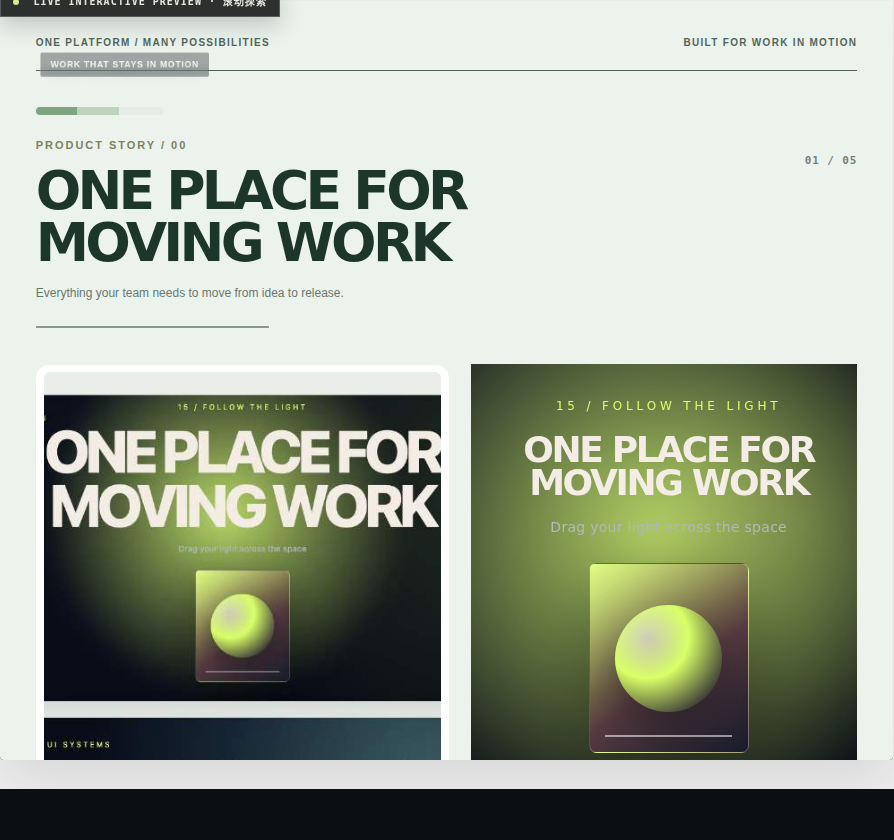 LIVE INTERACTIVE PREVIEW · 滚动探索
ONE PLATFORM / MANY POSSIBILITIES
BUILT FOR WORK IN MOTION
WORK THAT STAYS IN MOTION
PRODUCT STORY / 00
01 / 05
ONE PLACE FOR
MOVING WORK
Everything your team needs to move from idea to release.
15 / FOLLOW THE LIGHT
ONE PLACE FOR
MOVING WORK
Drag your light across the space
UI SYSTEMS
15 / FOLLOW THE LIGHT
ONE PLACE FOR
MOVING WORK
Drag your light across the space